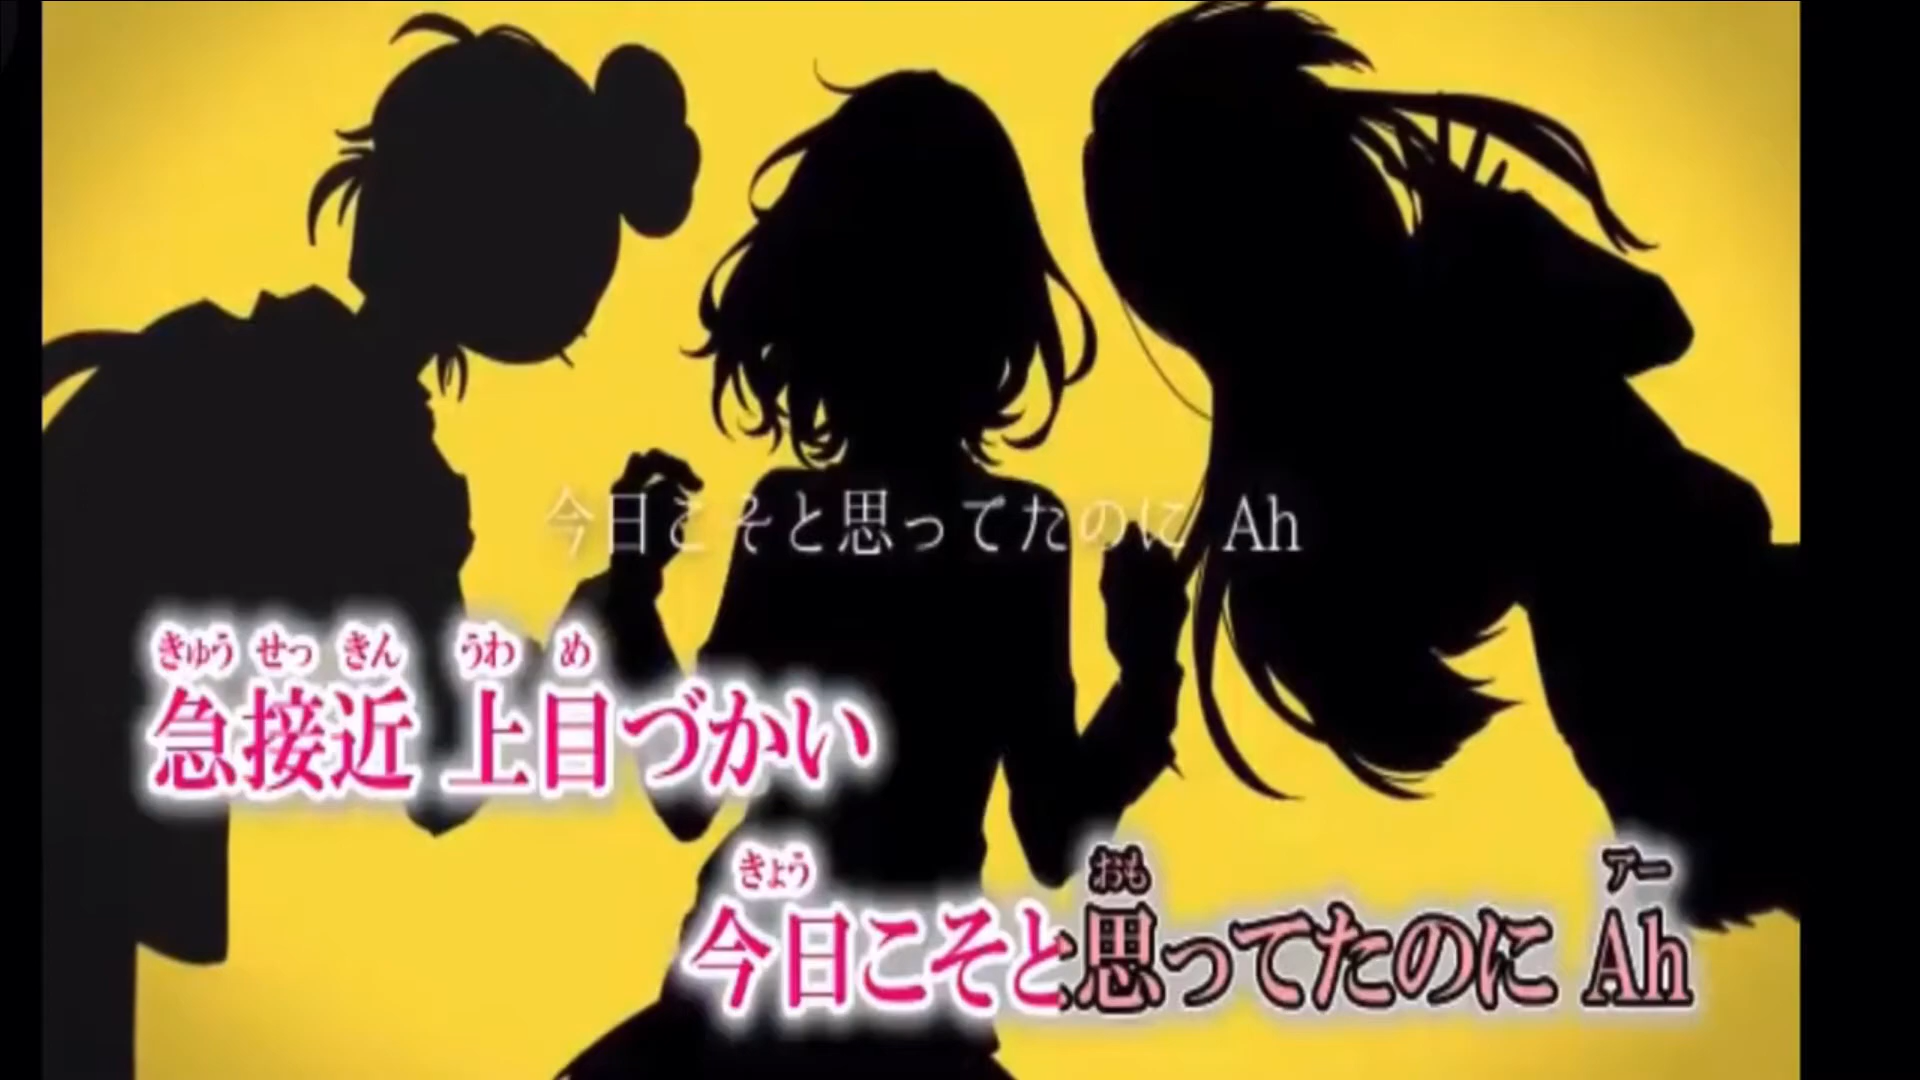 今日こそと思ってたのに Ah
きゅう せっ きん うわ め
急接近 上目づかい
きょう おも アー
今日こそと思ってたのに Ah